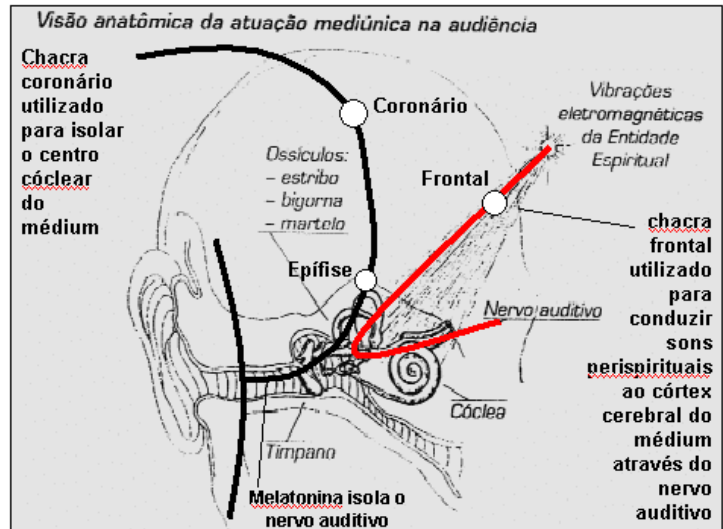 Visão anatômica da atuação mediúnica na audiência
Chacra
coronário
utilizado
para isolar
o centro
cóclear
do
médium
Coronário
Ossículos:
– estribo
– bigorna
– martelo
Epífise
Frontal
Vibrações
eletromagnéticas
da Entidade
Espiritual
chacra
frontal
utilizado
para
conduzir
sons
perispirituais
ao córtex
cerebral do
médium
através do
nervo
auditivo
Nervo auditivo
Cóclea
Tímpano
Melatonina isola o
nervo auditivo